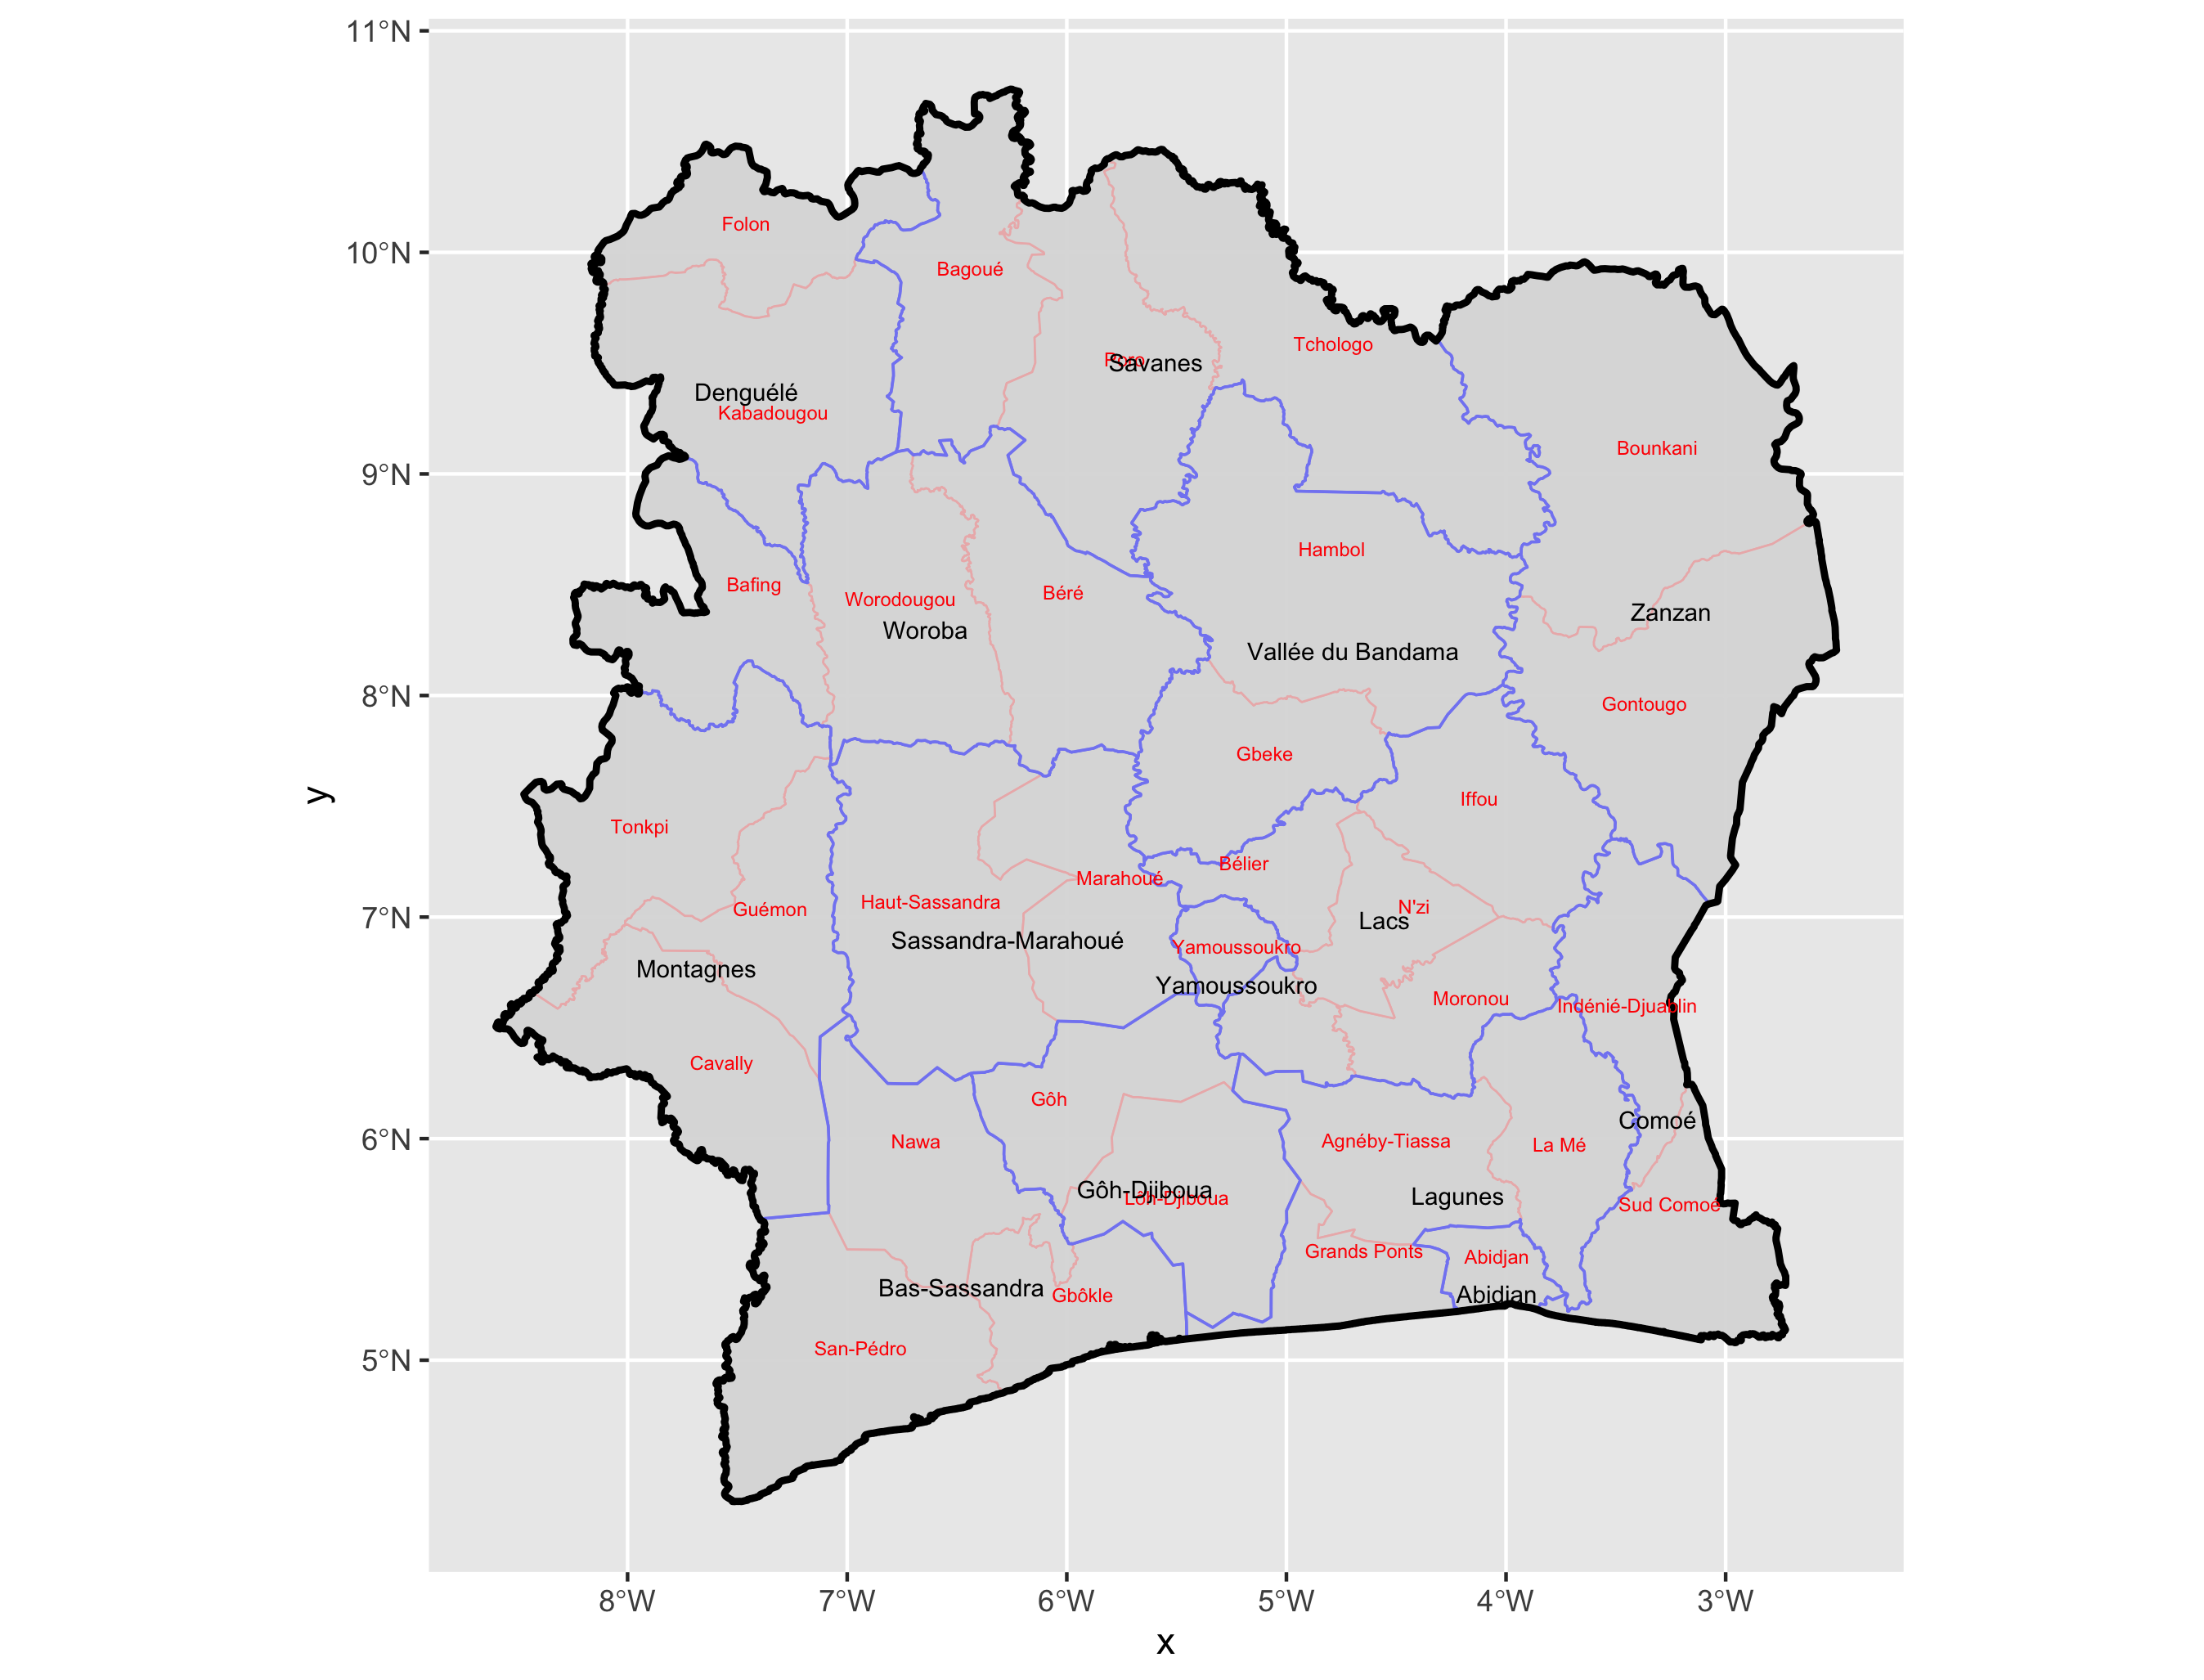 11°N
10°N
9°N
8°N
7°N
6°N
5°N
y
Folon
Bagoué
Tchologo
Poro
Savanes
Denguélé
Kabadougou
Bounkani
Hambol
Bafing
Béré
Worodougou
Zanzan
Woroba
Vallée du Bandama
Gontougo
Gbeke
Iffou
Tonkpi
Bélier
Marahoué
Haut-Sassandra
N'zi
Guémon
Lacs
Sassandra-Marahoué
Yamoussoukro
Montagnes
Yamoussoukro
Moronou
Indénié-Djuablin
Cavally
Gôh
Comoé
Nawa
Agnéby-Tiassa
La Mé
Gôh-Djiboua
Lôh-Djiboua
Lagunes
Sud Comoé
Grands Ponts
Abidjan
Bas-Sassandra
Gbôkle
Abidjan
San-Pédro
8°W
7°W
6°W
5°W
4°W
3°W
x